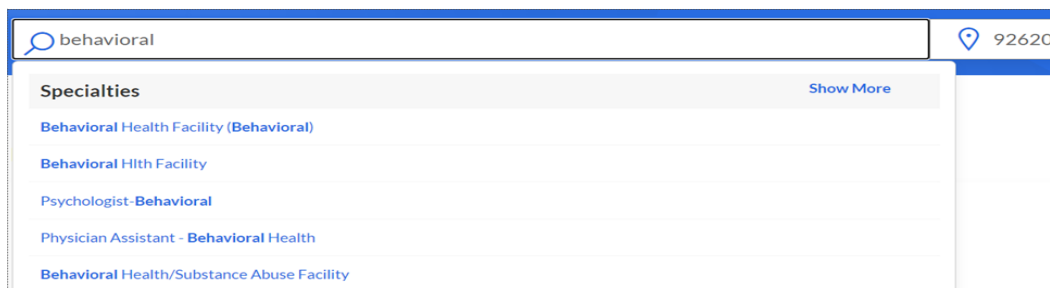 behavioral 92620
Specialties Show More
Behavioral Health Facility (Behavioral)
Behavioral Hlth Facility
Psychologist-Behavioral
Physician Assistant - Behavioral Health
Behavioral Health/Substance Abuse Facility